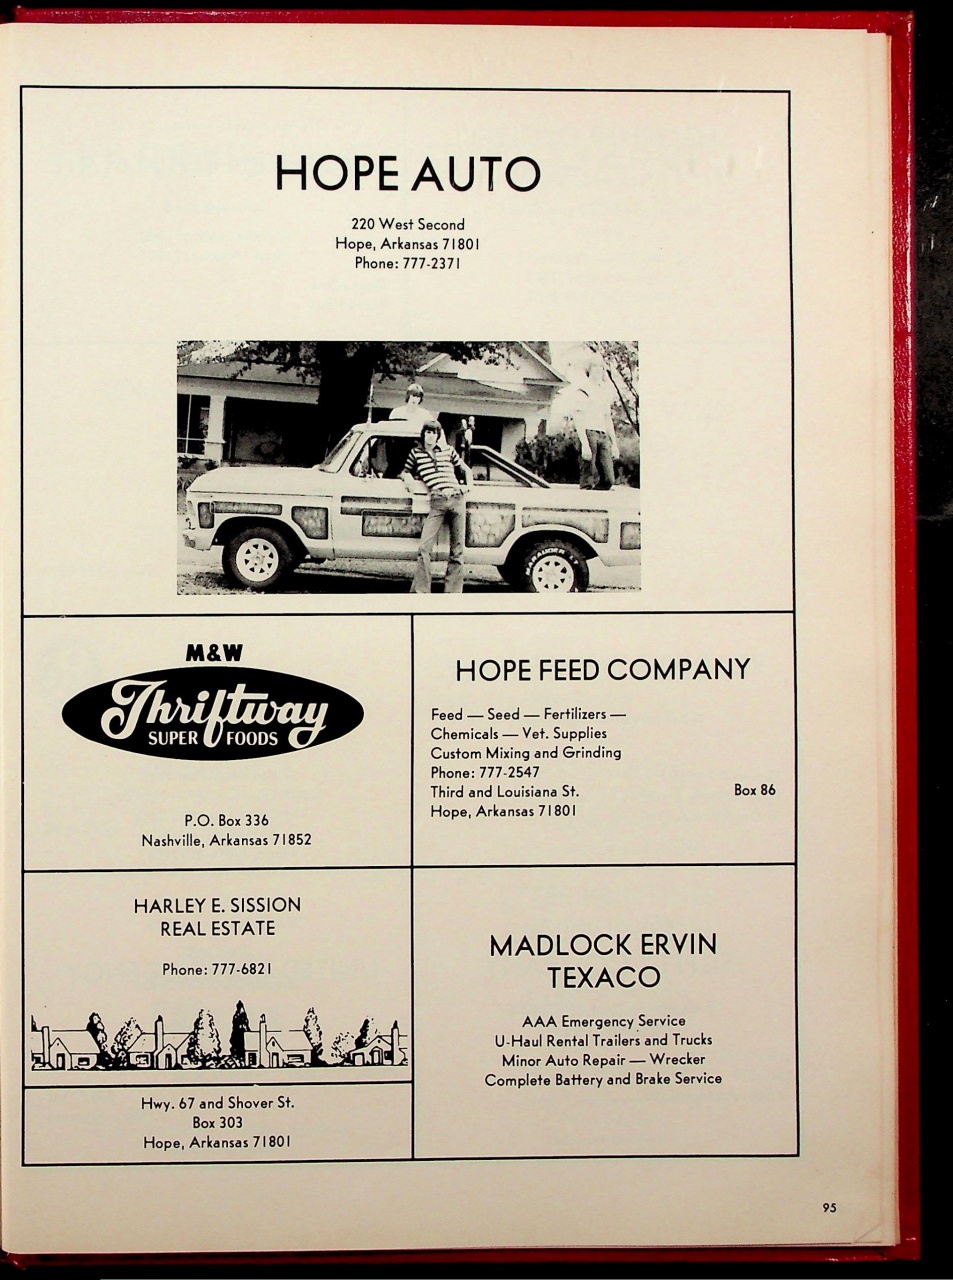 HOPE AUTO
220 West Second
Hope, Arkansas 71801
Phone: 777-2371
MARAUDER
M&W
Thriftway
SUPER FOODS
P.O. Box 336
Nashville, Arkansas 71852
HOPE FEED COMPANY
Feed — Seed — Fertilizers —
Chemicals — Vet. Supplies
Custom Mixing and Grinding
Phone: 777-2547
Third and Louisiana St. Box 86
Hope, Arkansas 71801
HARLEY E. SISSION
REAL ESTATE
Phone: 777-6821
Hwy. 67 and Shover St.
Box 303
Hope, Arkansas 71801
MADLOCK ERVIN
TEXACO
AAA Emergency Service
U-Haul Rental Trailers and Trucks
Minor Auto Repair — Wrecker
Complete Battery and Brake Service
95